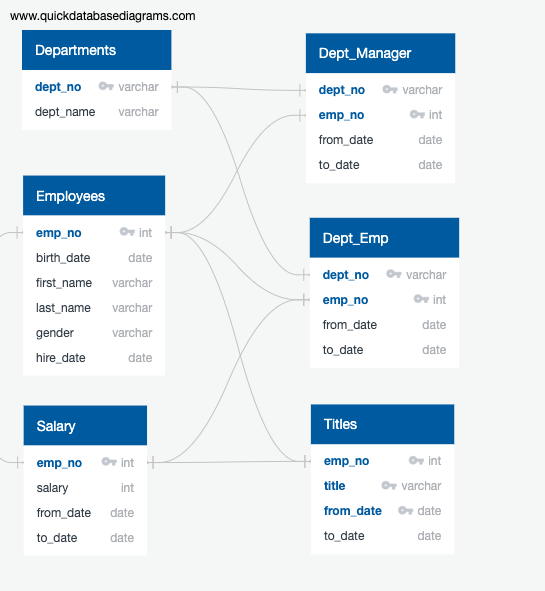 www.quickdatabasediagrams.com
Departments
dept_no varchar
dept_name varchar
Dept_Manager
dept_no varchar
emp_no int
from_date date
to_date date
Employees
emp_no int
birth_date date
first_name varchar
last_name varchar
gender varchar
hire_date date
Dept_Emp
dept_no varchar
emp_no int
from_date date
to_date date
Salary
emp_no int
salary int
from_date date
to_date date
Titles
emp_no int
title varchar
from_date date
to_date date